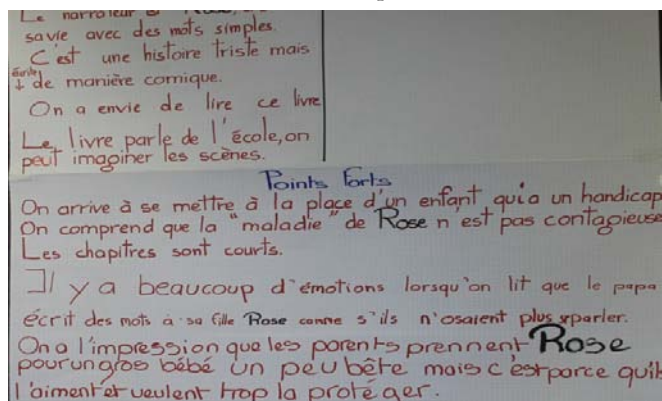 Le narrateur Rose,
sa vie avec des mots simples.
C'est une histoire triste mais
écrite
↓ de manière comique.
On a envie de lire ce livre
Le livre parle de l'école, on
peut imaginer les scènes.
Points Forts
On arrive à se mettre à la place d'un enfant qui a un handicap
On comprend que la "maladie" de Rose n'est pas contagieuse
Les chapitres sont courts.
Il y a beaucoup d'émotions lorsqu'on lit que le papa
écrit des mots à sa fille Rose comme s'ils n'osaient plus parler.
On a l'impression que les parents prennent Rose
pour un gros bébé un peu bête mais c'est parce qu'ils
l'aiment et veulent trop la protéger.